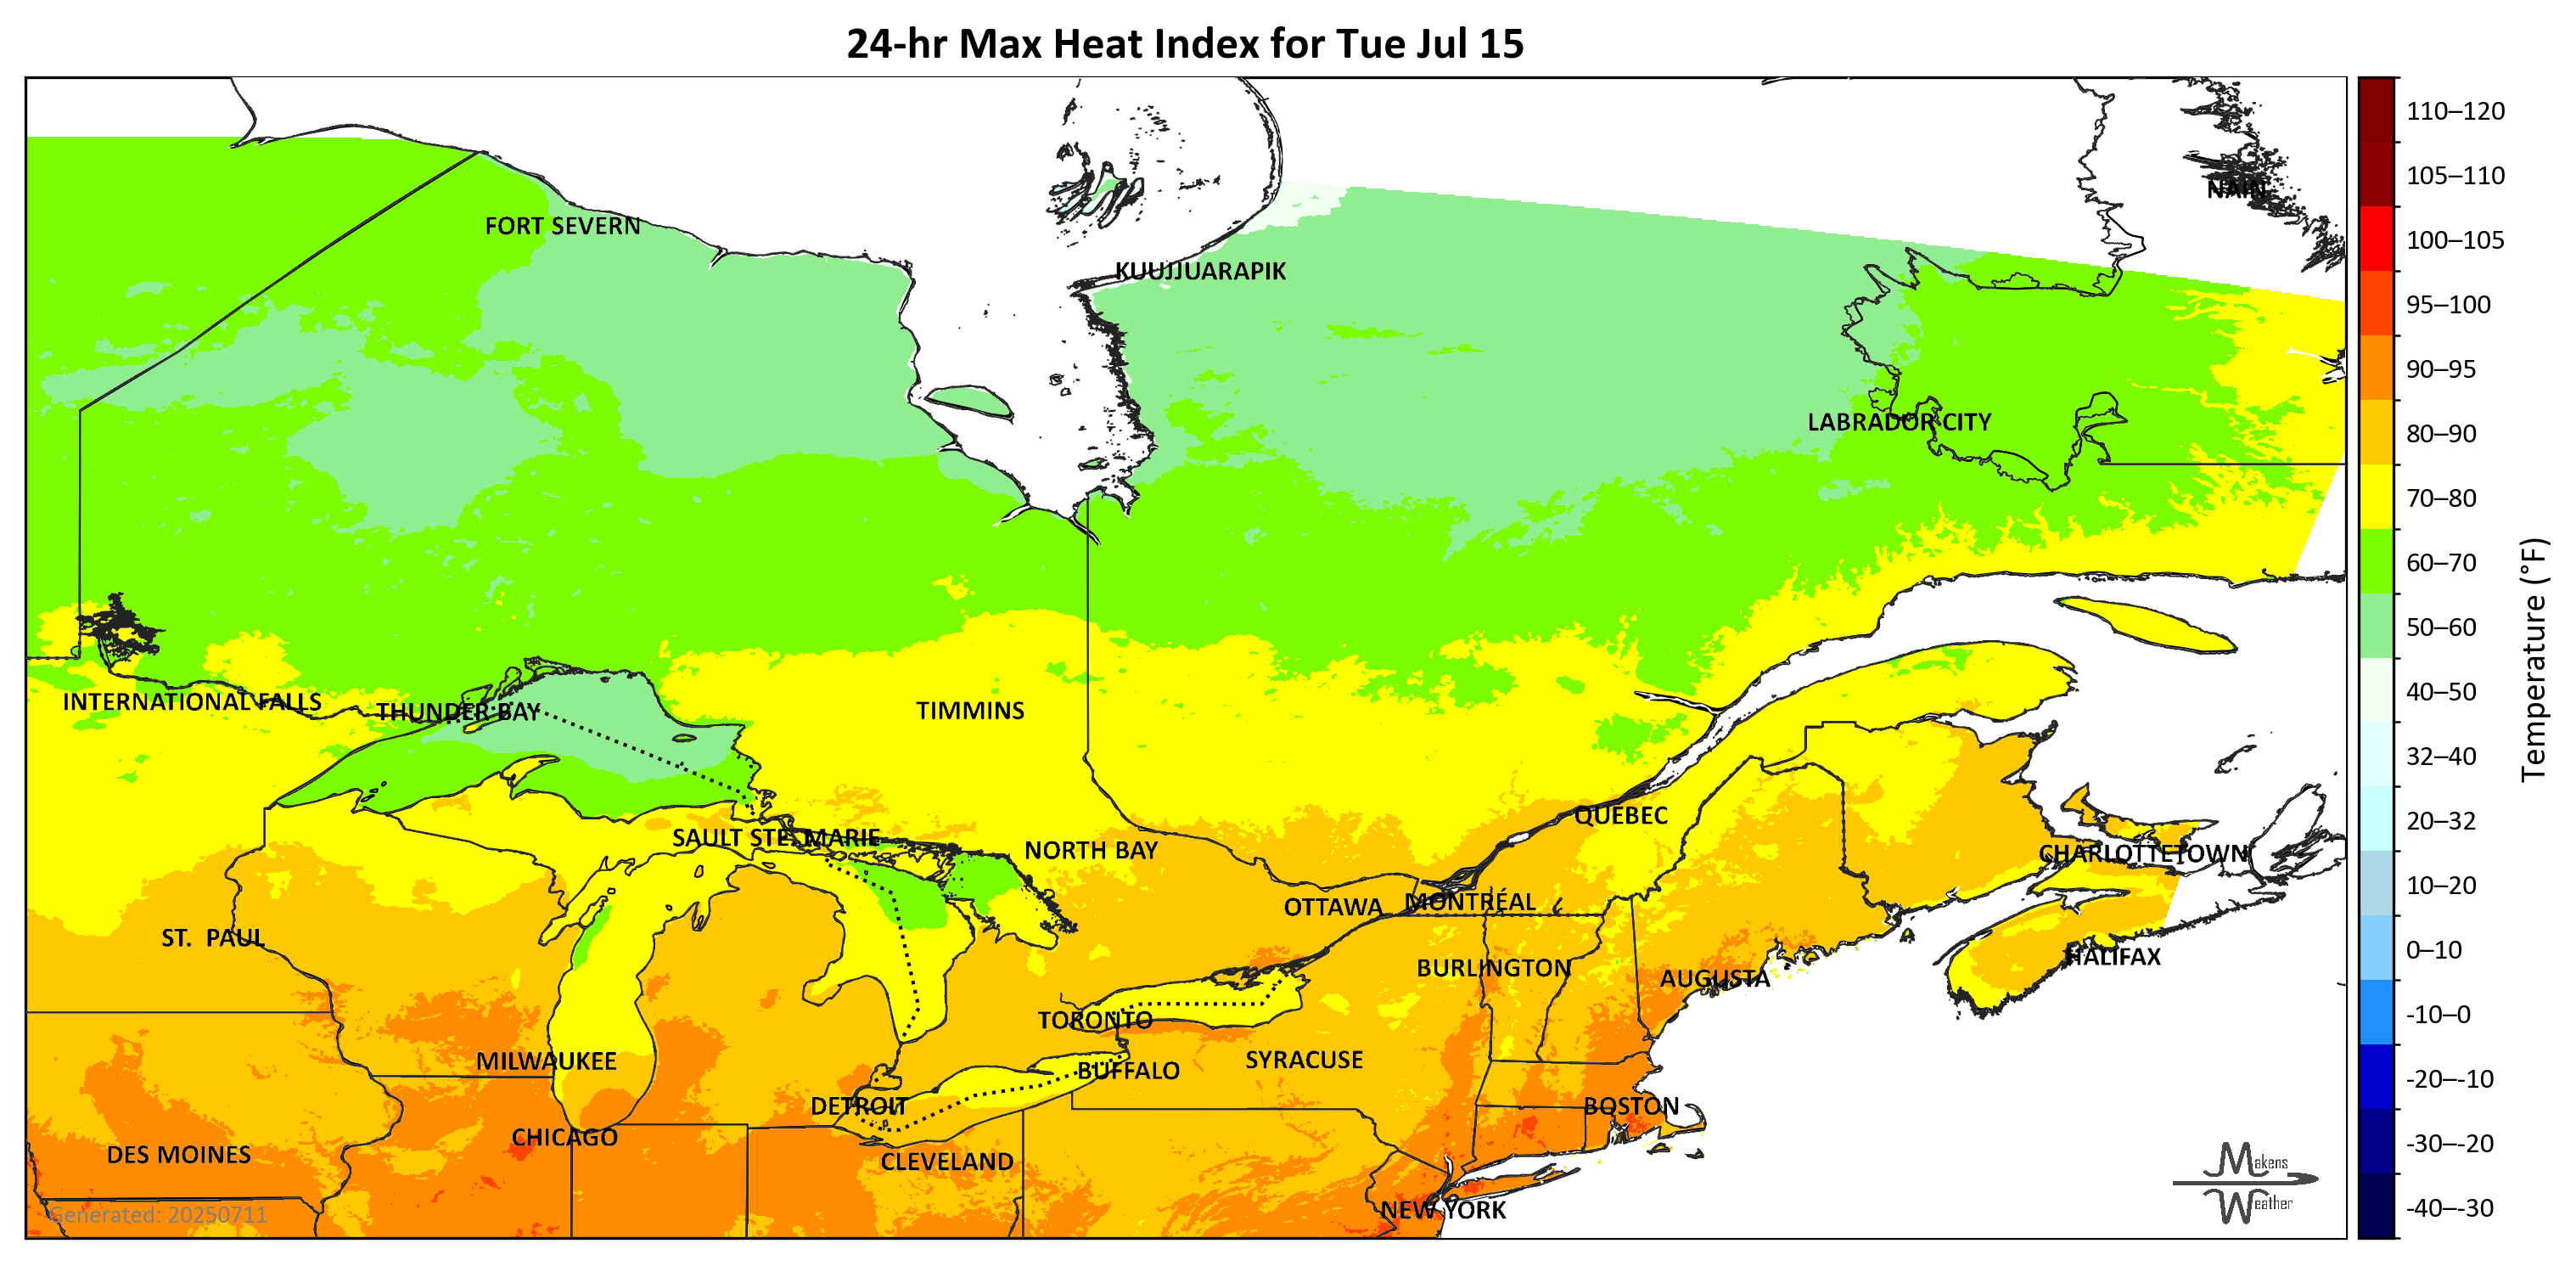 24-hr Max Heat Index for Tue Jul 15
NAIN
FORT SEVERN
KUUJJUARAPIK
LABRADOR CITY
INTERNATIONAL FALLS
THUNDER BAY
TIMMINS
QUEBEC
SAULT STE. MARIE
NORTH BAY
CHARLOTTETOWN
OTTAWA
MONTRÉAL
ST. PAUL
HALIFAX
BURLINGTON
AUGUSTA
TORONTO
MILWAUKEE
BUFFALO
SYRACUSE
DETROIT
BOSTON
CHICAGO
DES MOINES
CLEVELAND
NEW YORK
Generated: 20250711
Makens
Weather
110–120
105–110
100–105
95–100
90–95
80–90
70–80
60–70
50–60
40–50
32–40
20–32
10–20
0–10
-10–0
-20–-10
-30–-20
-40–-30
Temperature (°F)